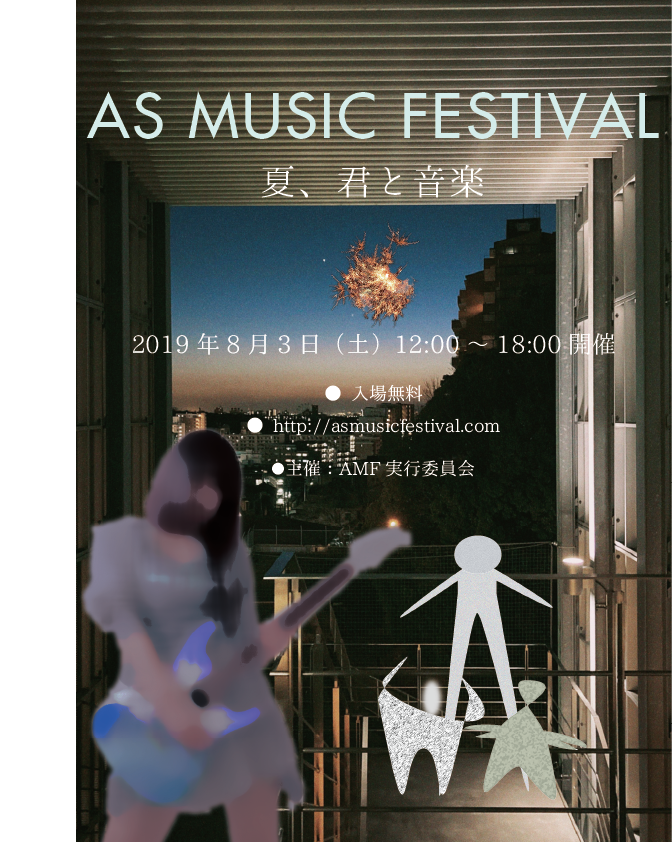 AS MUSIC FESTIVAL
夏、君と音楽
2019 年 8 月 3 日（土）12:00 ～ 18:00 開催
● 入場無料
● http://asmusicfestival.com
●主催：AMF 実行委員会